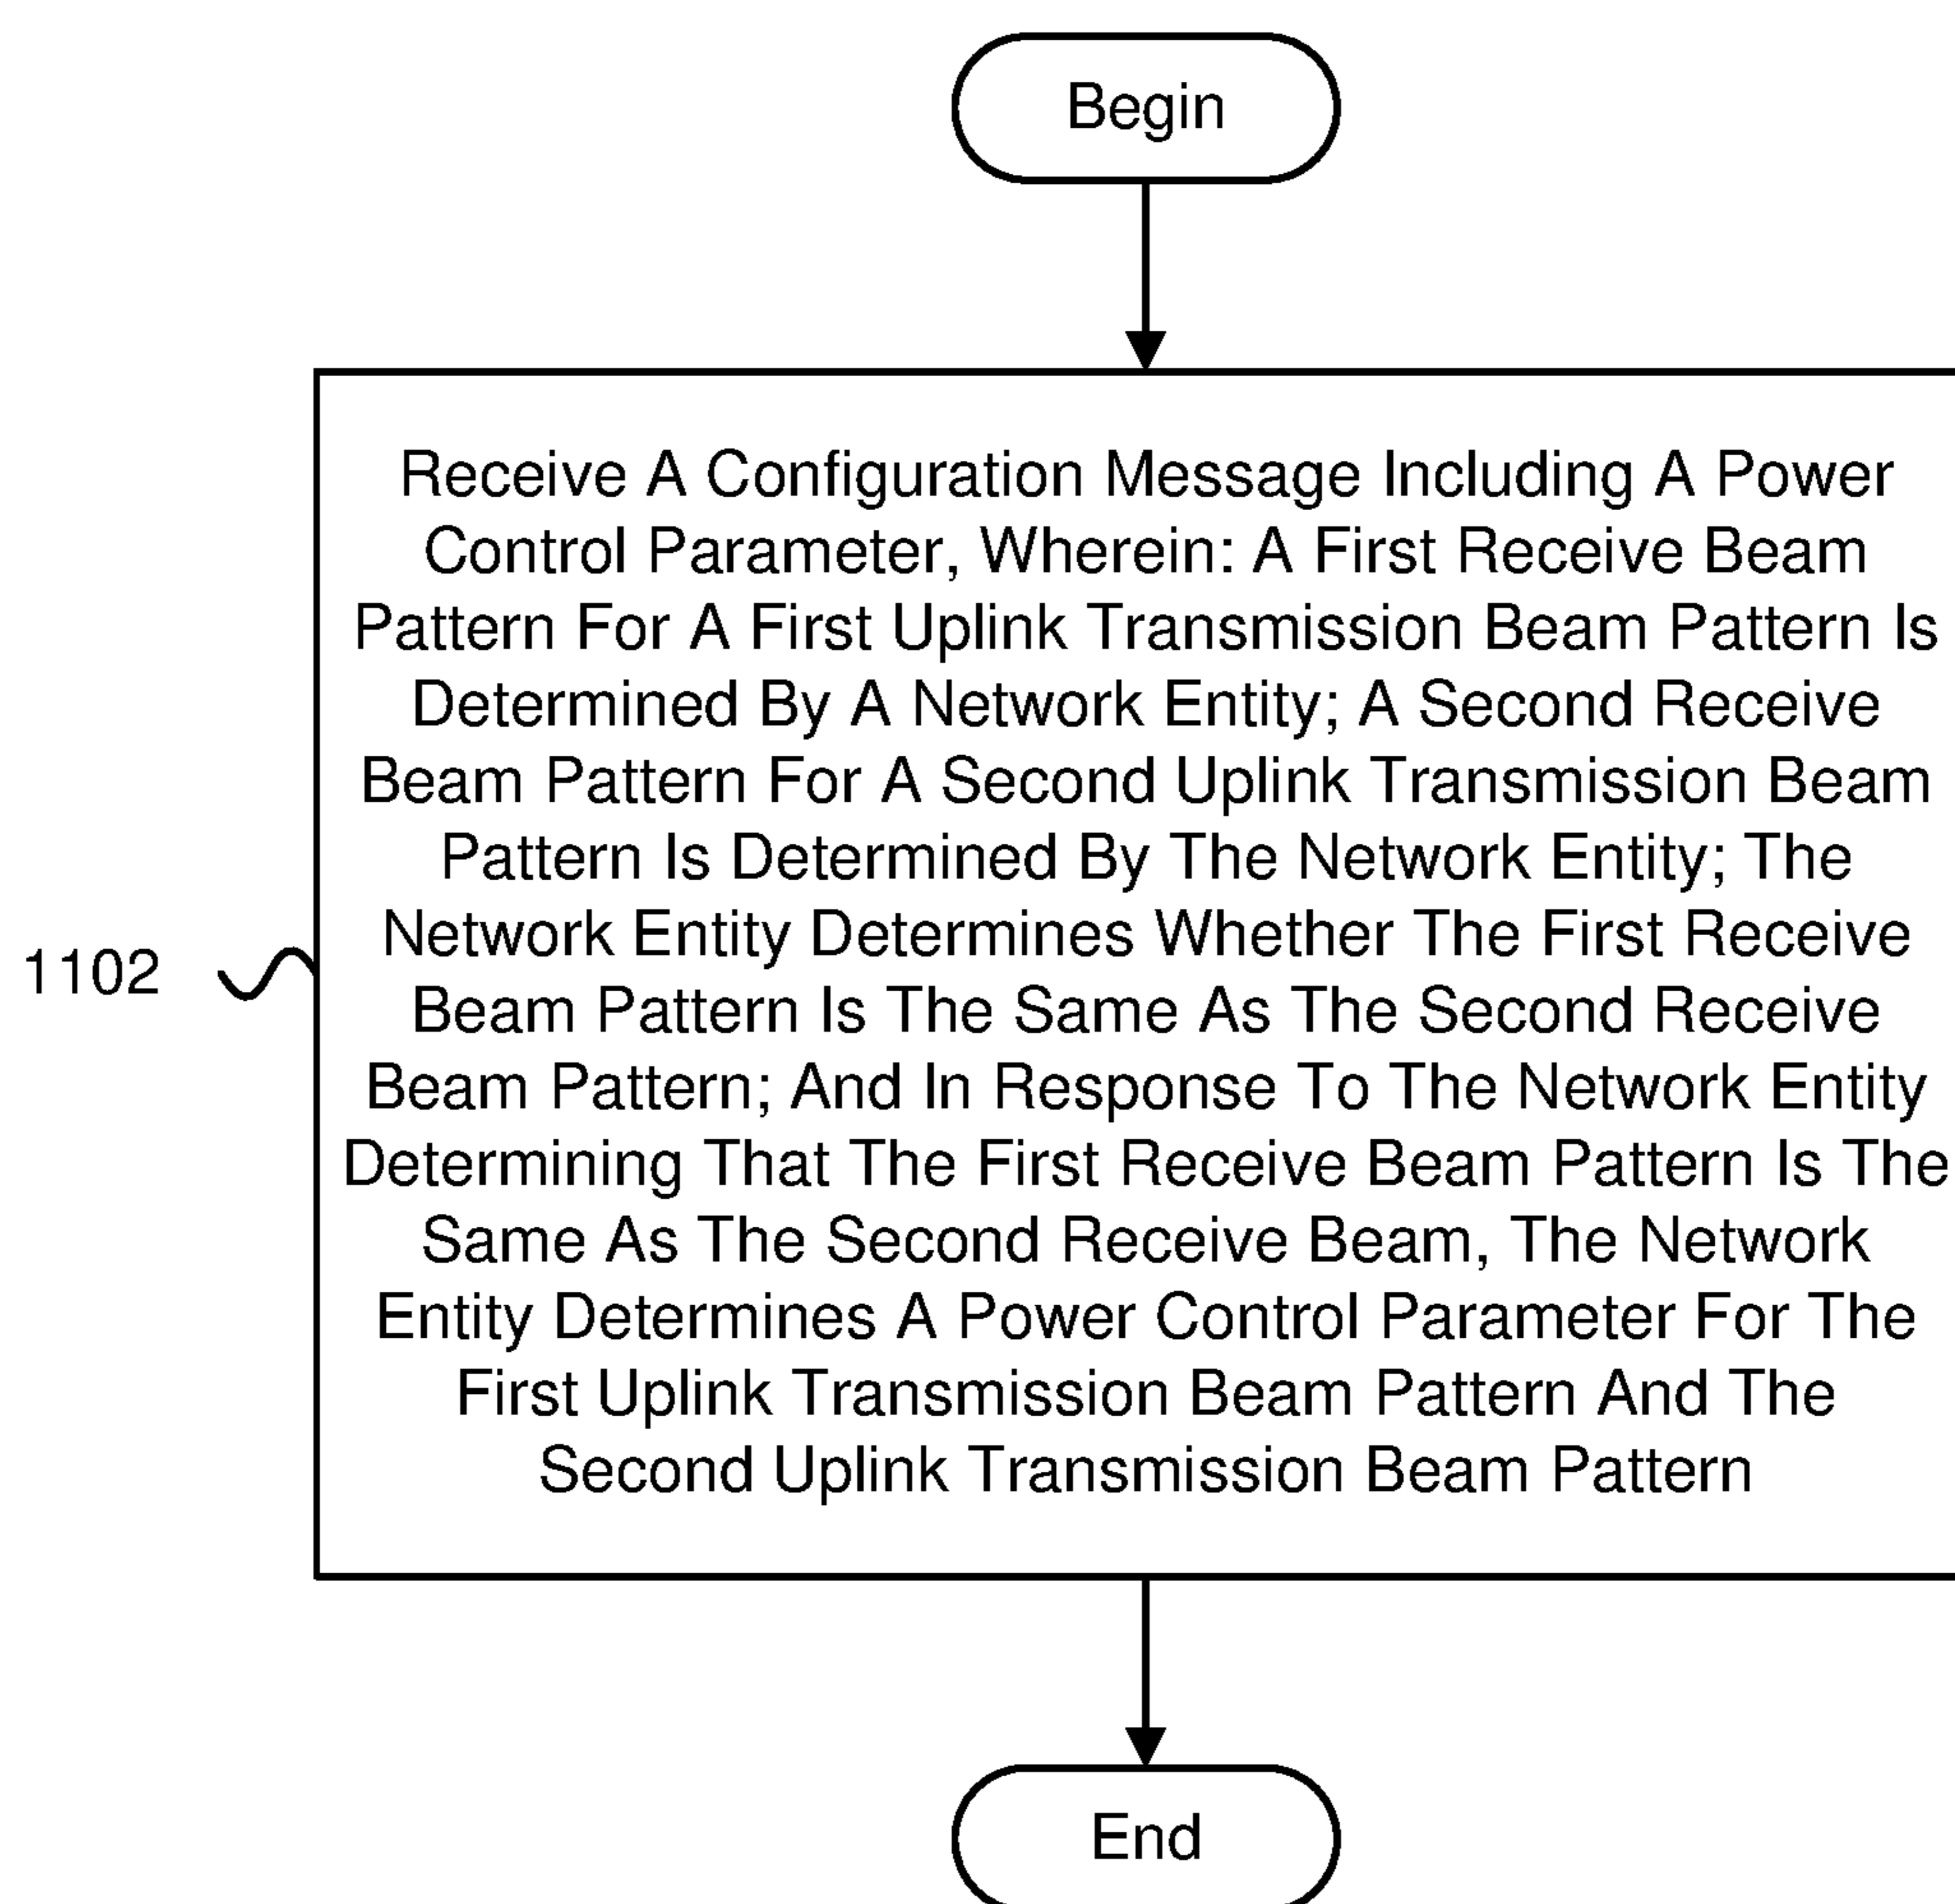 Begin
Receive A Configuration Message Including A Power
Control Parameter, Wherein: A First Receive Beam
Pattern For A First Uplink Transmission Beam Pattern Is
Determined By A Network Entity; A Second Receive
Beam Pattern For A Second Uplink Transmission Beam
Pattern Is Determined By The Network Entity; The
Network Entity Determines Whether The First Receive
Beam Pattern Is The Same As The Second Receive
Beam Pattern; And In Response To The Network Entity
Determining That The First Receive Beam Pattern Is The
Same As The Second Receive Beam, The Network
Entity Determines A Power Control Parameter For The
First Uplink Transmission Beam Pattern And The
Second Uplink Transmission Beam Pattern
1102
End